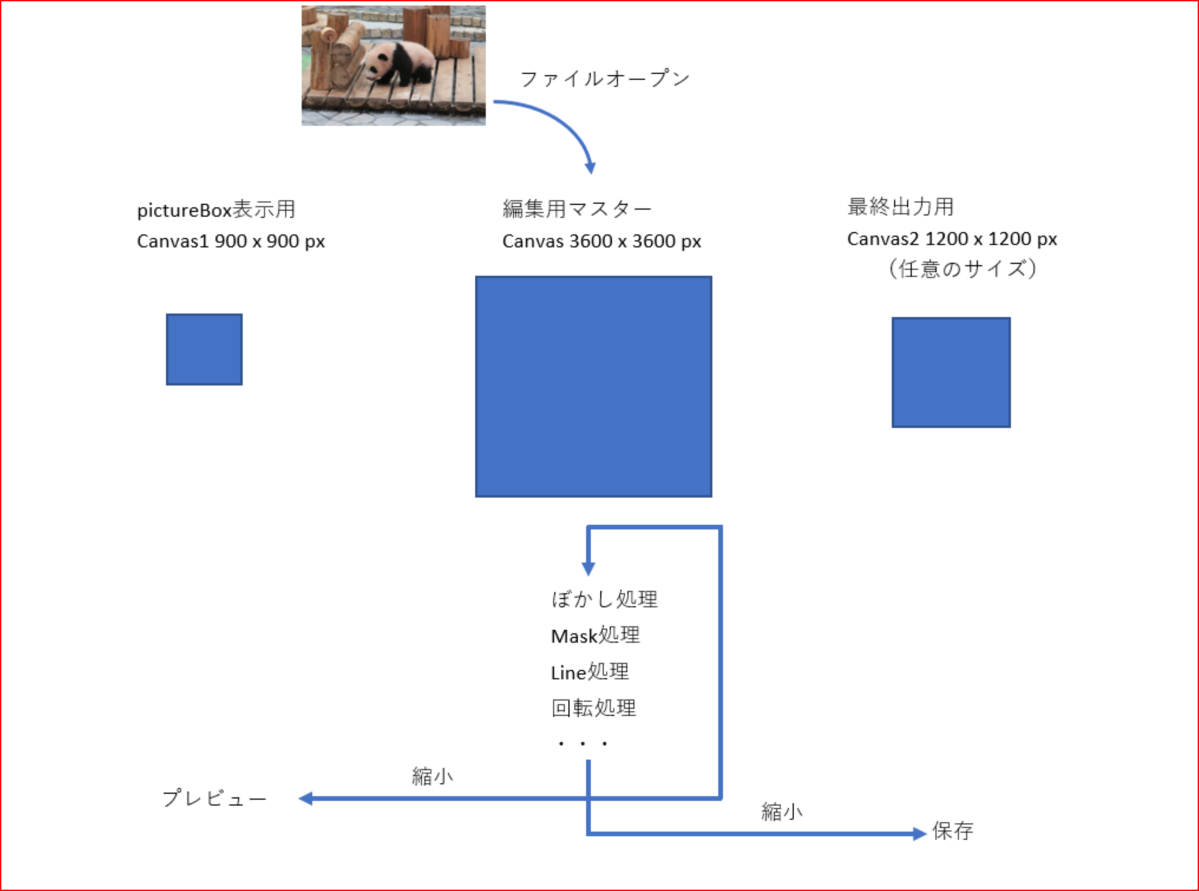 ファイルオープン
pictureBox表示用
Canvas1 900 x 900 px
編集用マスター
Canvas 3600 x 3600 px
最終出力用
Canvas2 1200 x 1200 px
（任意のサイズ）
ぼかし処理
Mask処理
Line処理
回転処理
・・・
縮小
プレビュー
縮小
保存